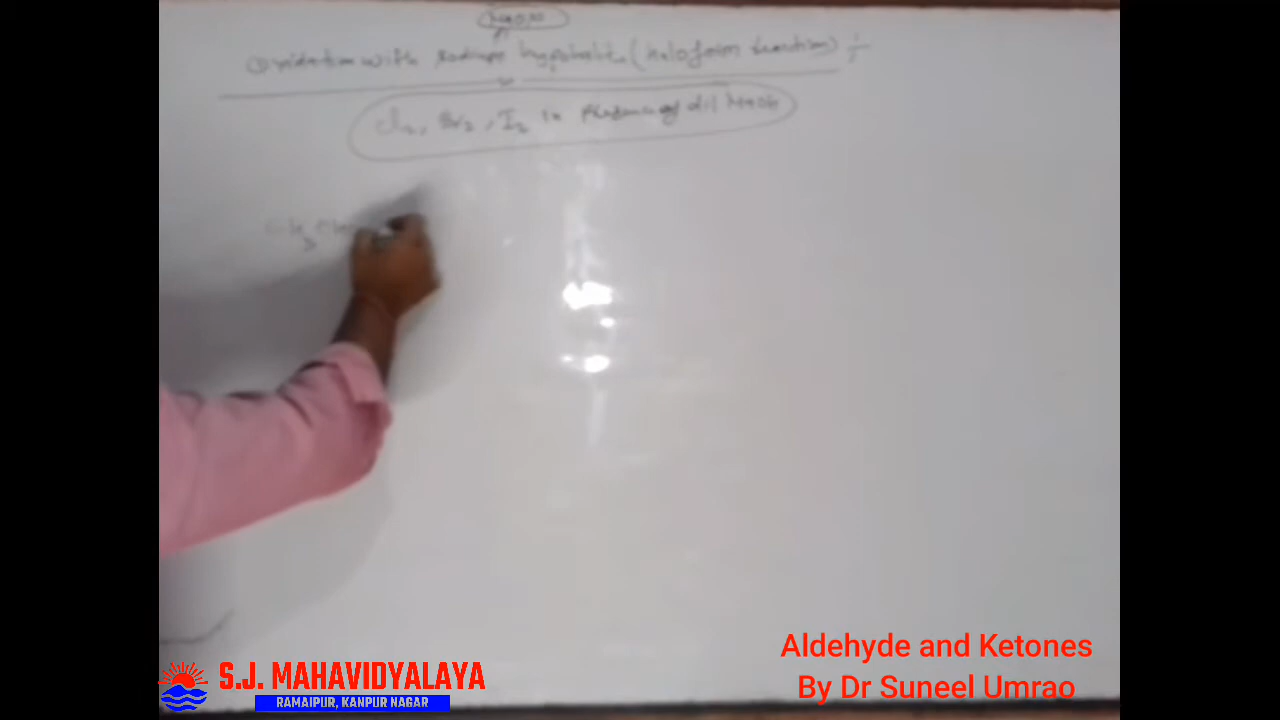 NaOX
Oxidation with Sodium hypohalite (Haloform reaction) :-
Cl2, Br2, I2 in Presence of dil NaOH
CH3CH
Aldehyde and Ketones
By Dr Suneel Umrao
S.J. MAHAVIDYALAYA
RAMAIPUR, KANPUR NAGAR